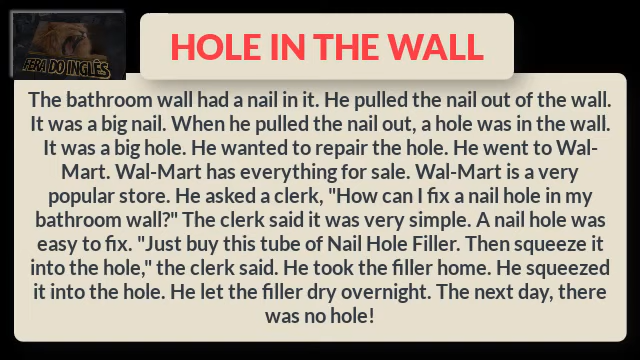 FERA DO INGLÊS
HOLE IN THE WALL
The bathroom wall had a nail in it. He pulled the nail out of the wall.
It was a big nail. When he pulled the nail out, a hole was in the wall.
It was a big hole. He wanted to repair the hole. He went to Wal-
Mart. Wal-Mart has everything for sale. Wal-Mart is a very
popular store. He asked a clerk, "How can I fix a nail hole in my
bathroom wall?" The clerk said it was very simple. A nail hole was
easy to fix. "Just buy this tube of Nail Hole Filler. Then squeeze it
into the hole," the clerk said. He took the filler home. He squeezed
it into the hole. He let the filler dry overnight. The next day, there
was no hole!